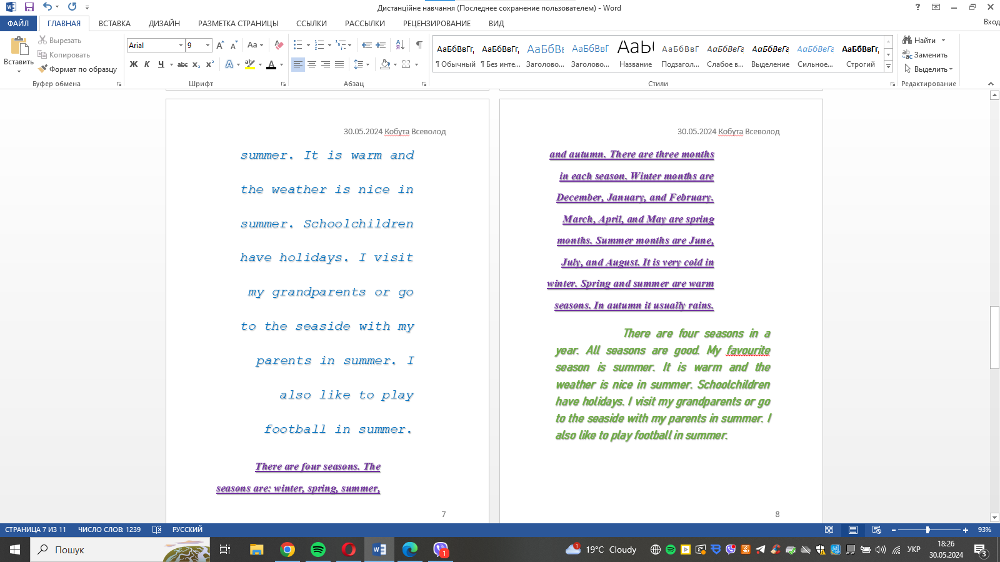 Дистанційне навчання (Последнее сохранение пользователем) - Word
Вход
ФАЙЛ ГЛАВНАЯ ВСТАВКА ДИЗАЙН РАЗМЕТКА СТРАНИЦЫ ССЫЛКИ РАССЫЛКИ РЕЦЕНЗИРОВАНИЕ ВИД
Вставить
Вырезать
Копировать
Формат по образцу
Буфер обмена
Arial 9
Ж К Ч abc x₂ x²
Шрифт
Абзац
АаБбВвГг, АаБбВвГг, АаБбВв АаБбВвГ АаБ АаБбВвГ АаБбВвГг АаБбВвГг АаБбВвГг АаБбВвГг,
¶ Обычный ¶ Без инте... Заголово... Заголово... Название Подзагол... Слабое в... Выделение Сильное... Строгий
Стили
Найти
Заменить
Выделить
Редактирование
30.05.2024 Кобута Всеволод
summer. It is warm and
the weather is nice in
summer. Schoolchildren
have holidays. I visit
my grandparents or go
to the seaside with my
parents in summer. I
also like to play
football in summer.
There are four seasons. The
seasons are: winter, spring, summer,
7
30.05.2024 Кобута Всеволод
and autumn. There are three months
in each season. Winter months are
December, January, and February.
March, April, and May are spring
months. Summer months are June,
July, and August. It is very cold in
winter. Spring and summer are warm
seasons. In autumn it usually rains.
There are four seasons in a
year. All seasons are good. My favourite
season is summer. It is warm and the
weather is nice in summer. Schoolchildren
have holidays. I visit my grandparents or go
to the seaside with my parents in summer. I
also like to play football in summer.
8
СТРАНИЦА 7 ИЗ 11 ЧИСЛО СЛОВ: 1239 РУССКИЙ 93%
Пошук
19°C Cloudy
УКР
18:26
30.05.2024
3